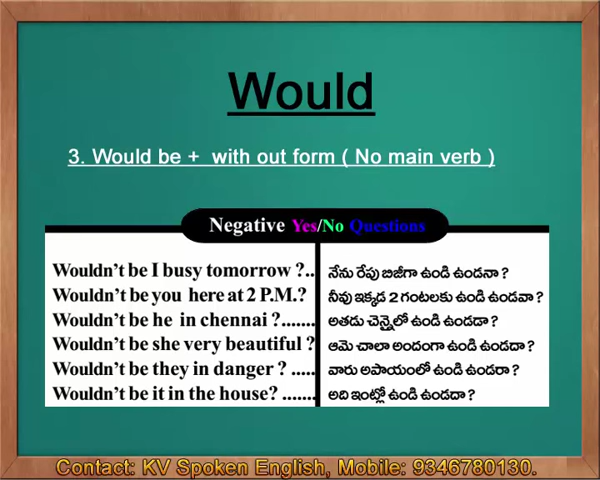 Would
3. Would be + with out form ( No main verb )
Negative Yes/No Questions
Wouldn't be I busy tomorrow ?.. నేను రేపు బిజీగా ఉండి ఉండనా ?
Wouldn't be you here at 2 P.M.? నీవు ఇక్కడ 2 గంటలకు ఉండి ఉండవా ?
Wouldn't be he in chennai ?....... అతడు చెన్నైలో ఉండి ఉండడా ?
Wouldn't be she very beautiful ? ఆమె చాలా అందంగా ఉండి ఉండదా ?
Wouldn't be they in danger ? ..... వారు అపాయంలో ఉండి ఉండరా ?
Wouldn't be it in the house? ....... అది ఇంట్లో ఉండి ఉండదా ?
Contact: KV Spoken English, Mobile: 9346780130.